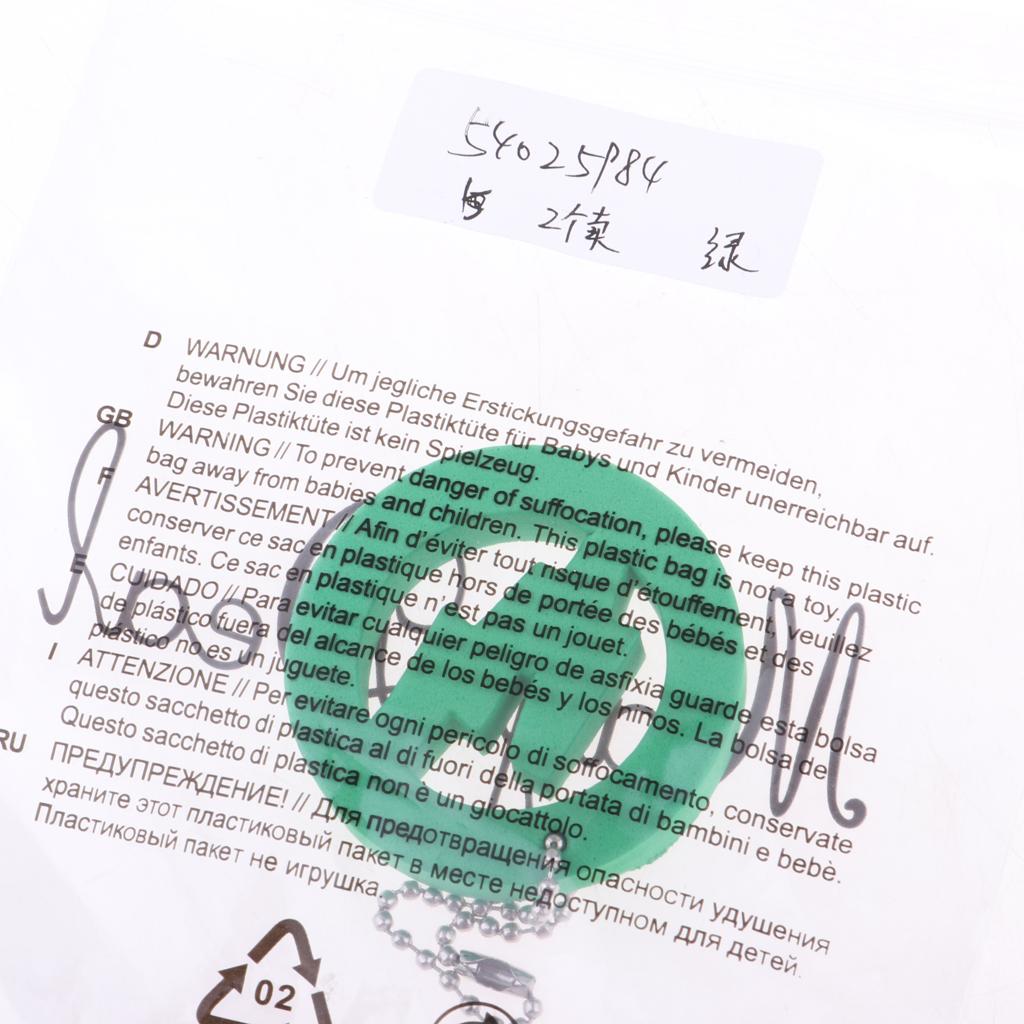 54025984
2个卖 绿
D WARNUNG // Um jegliche Erstickungsgefahr zu vermeiden,
bewahren Sie diese Plastiktüte für Babys und Kinder unerreichbar auf.
Diese Plastiktüte ist kein Spielzeug.
GB WARNING // To prevent danger of suffocation, please keep this plastic
bag away from babies and children. This plastic bag is not a toy.
F AVERTISSEMENT // Afin d'éviter tout risque d'étouffement, veuillez
conserver ce sac en plastique hors de portée des bébés et des
enfants. Ce sac en plastique n'est pas un jouet.
E CUIDADO // Para evitar cualquier peligro de asfixia guarde esta bolsa
de plástico fuera del alcance de los bebés y los niños. La bolsa de
plástico no es un juguete.
I ATTENZIONE // Per evitare ogni pericolo di soffocamento, conservate
questo sacchetto di plastica al di fuori della portata di bambini e bebè.
Questo sacchetto di plastica non è un giocattolo.
RU ПРЕДУПРЕЖДЕНИЕ! // Для предотвращения опасности удушения
храните этот пластиковый пакет в месте недоступном для детей.
Пластиковый пакет не игрушка.
02